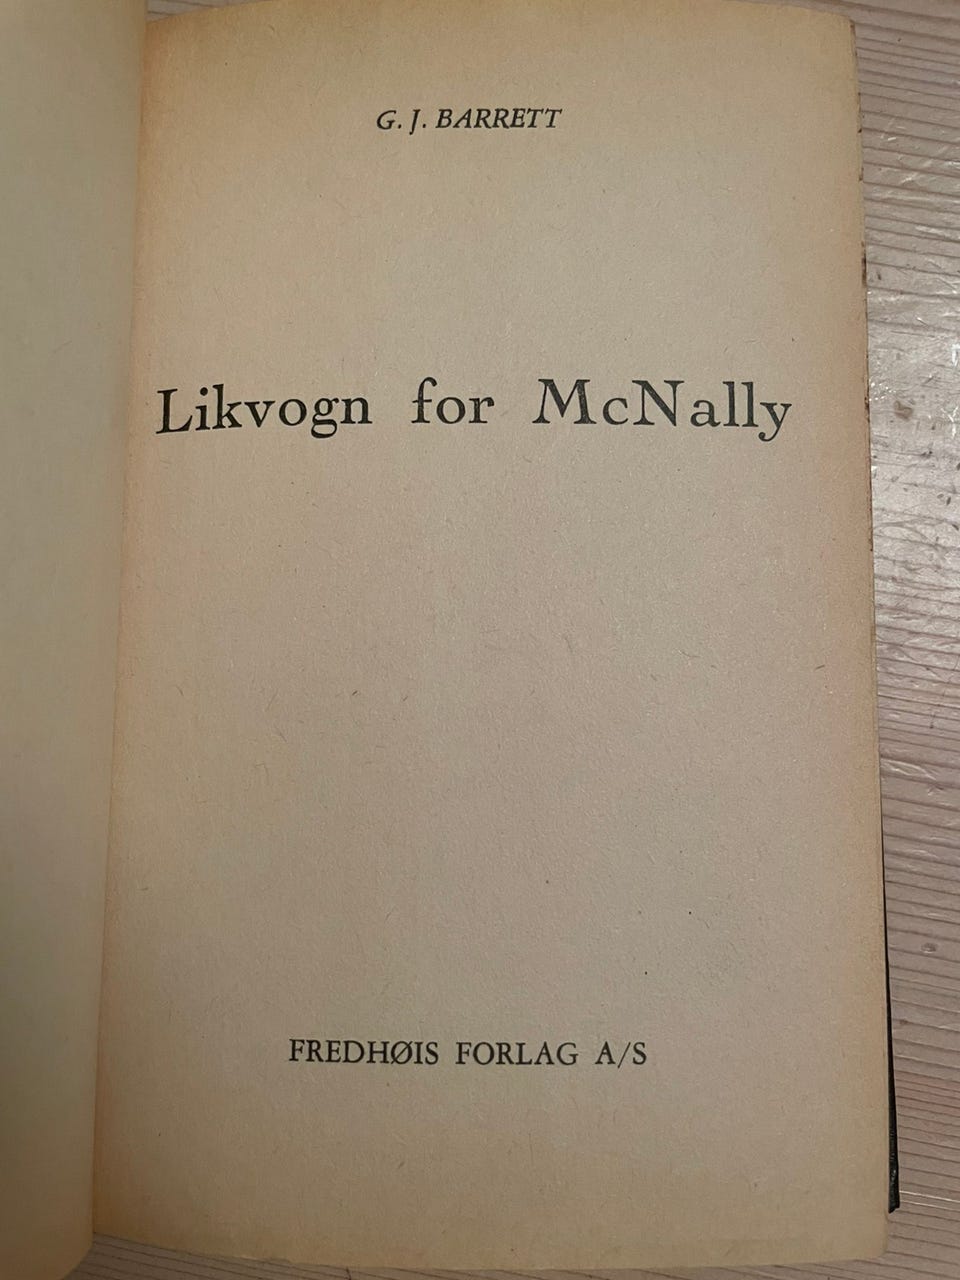 G. J. BARRETT
Likvogn for McNally
FREDHØIS FORLAG A/S